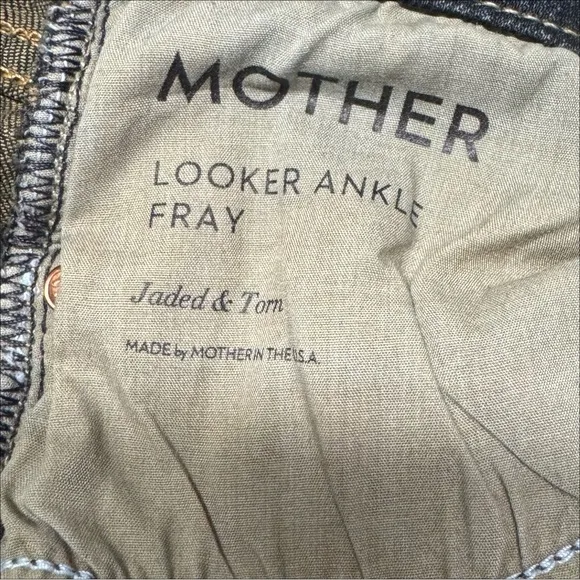 MOTHER
LOOKER ANKLE
FRAY
Jaded & Torn
MADE by MOTHER IN THE U.S.A.